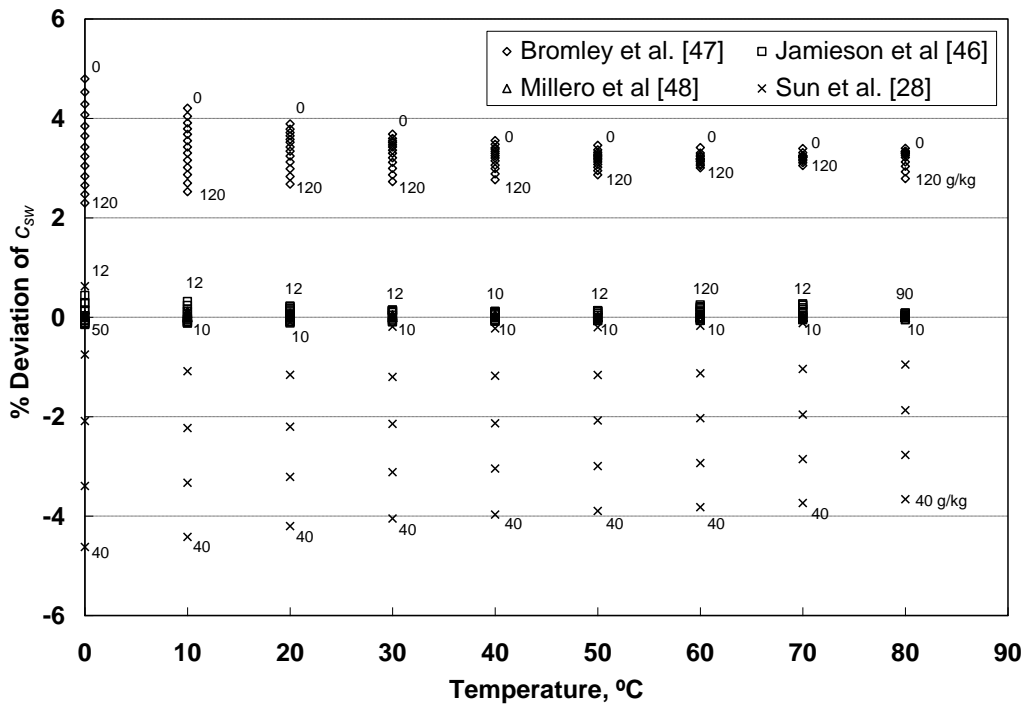 6
4
2
0
-2
-4
-6
% Deviation of c_sw
Bromley et al. [47] Jamieson et al [46]
Millero et al [48] Sun et al. [28]
0 0 0 0 0 0 0 0 0
120 120 120 120 120 120 120 120 120 g/kg
12 12 12 12 10 12 120 12 90
50 10 10 10 10 10 10 10 10
40 40 40 40 40 40 40 40 40 g/kg
0 10 20 30 40 50 60 70 80 90
Temperature, ºC